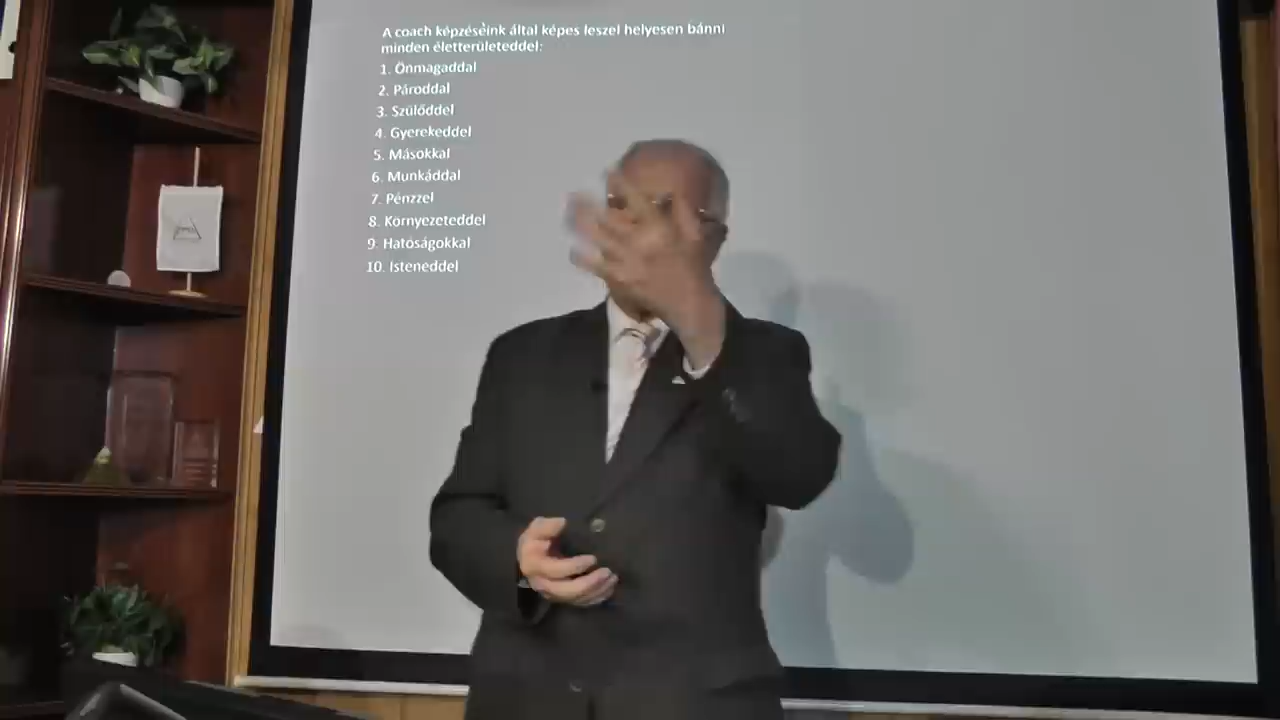 A coach képzéseink által képes leszel helyesen bánni
minden életterületeddel:
1. Önmagaddal
2. Pároddal
3. Szülőddel
4. Gyerekeddel
5. Másokkal
6. Munkáddal
7. Pénzzel
8. Környezeteddel
9. Hatóságokkal
10. Isteneddel